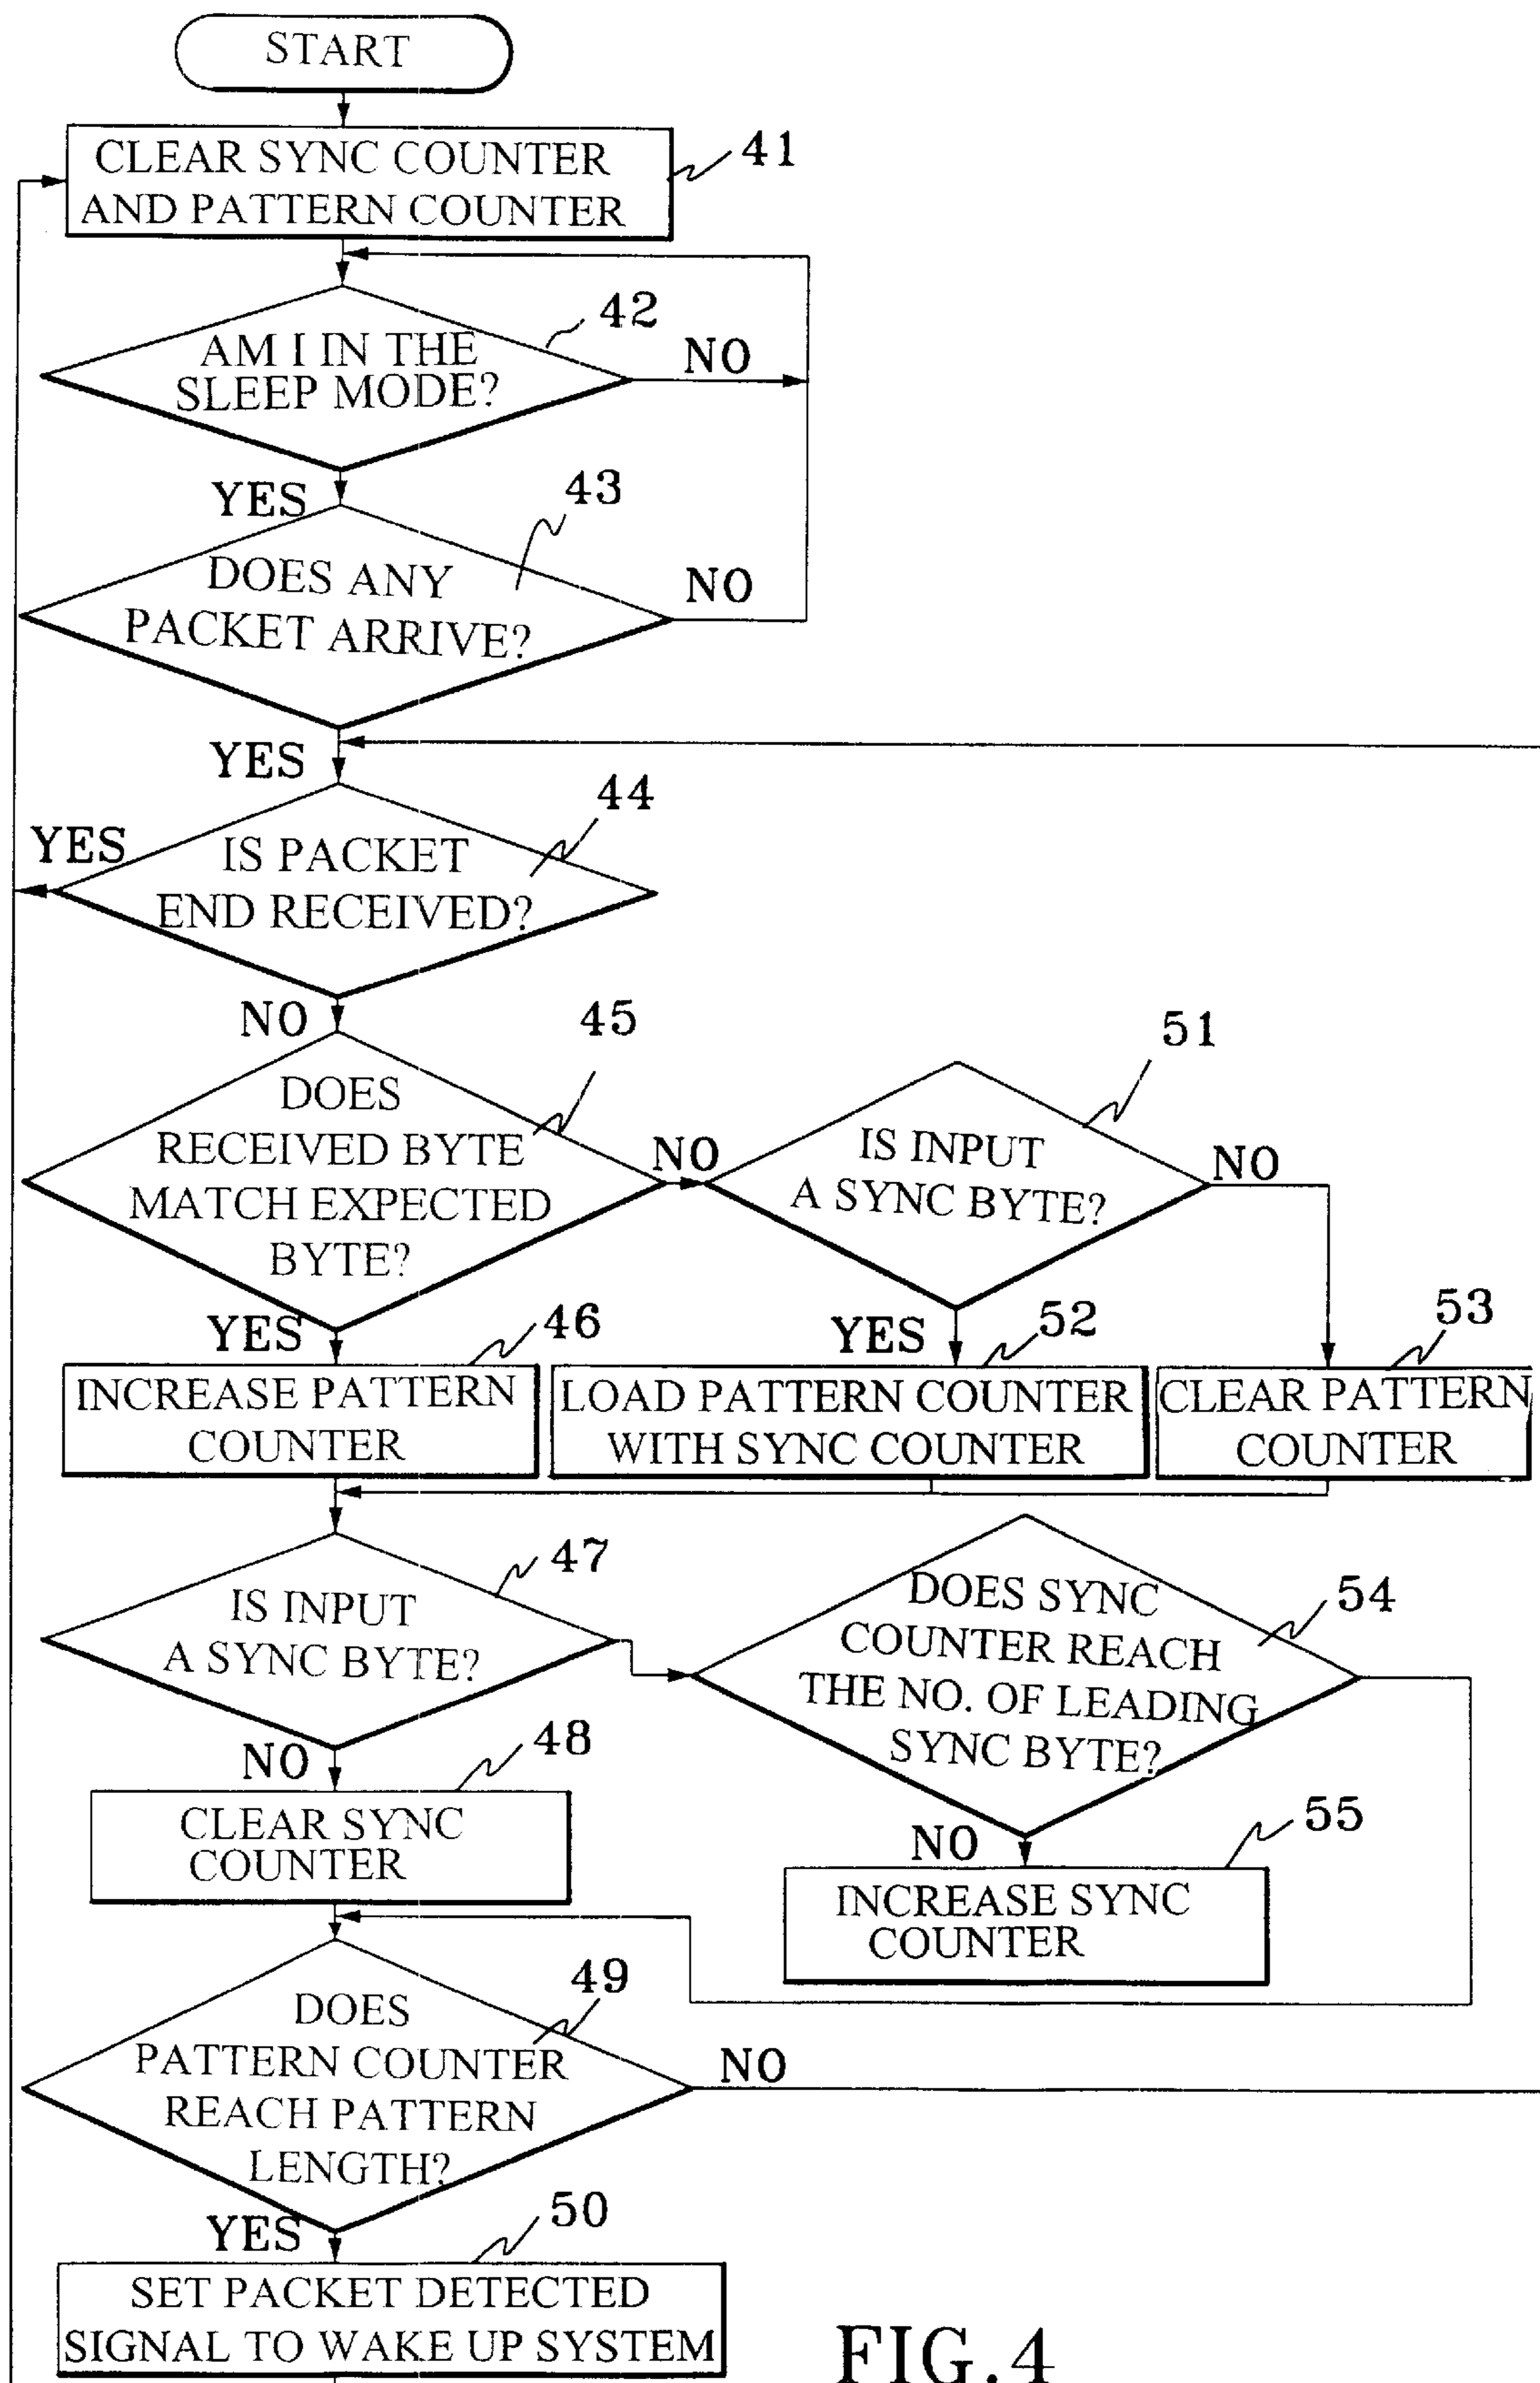 START
CLEAR SYNC COUNTER
AND PATTERN COUNTER
41
AM I IN THE
SLEEP MODE?
42
NO
YES
DOES ANY
PACKET ARRIVE?
43
NO
YES
IS PACKET
END RECEIVED?
44
YES
NO
DOES
RECEIVED BYTE
MATCH EXPECTED
BYTE?
45
NO
IS INPUT
A SYNC BYTE?
51
NO
YES
46
YES
52
53
INCREASE PATTERN
COUNTER
LOAD PATTERN COUNTER
WITH SYNC COUNTER
CLEAR PATTERN
COUNTER
IS INPUT
A SYNC BYTE?
47
DOES SYNC
COUNTER REACH
THE NO. OF LEADING
SYNC BYTE?
54
NO
48
CLEAR SYNC
COUNTER
NO
55
INCREASE SYNC
COUNTER
DOES
PATTERN COUNTER
REACH PATTERN
LENGTH?
49
NO
YES
50
SET PACKET DETECTED
SIGNAL TO WAKE UP SYSTEM
FIG.4